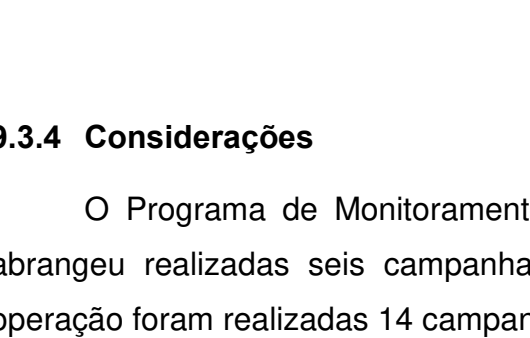 9.3.4 Considerações
O Programa de Monitorament
abrangeu realizadas seis campanha
operação foram realizadas 14 campan